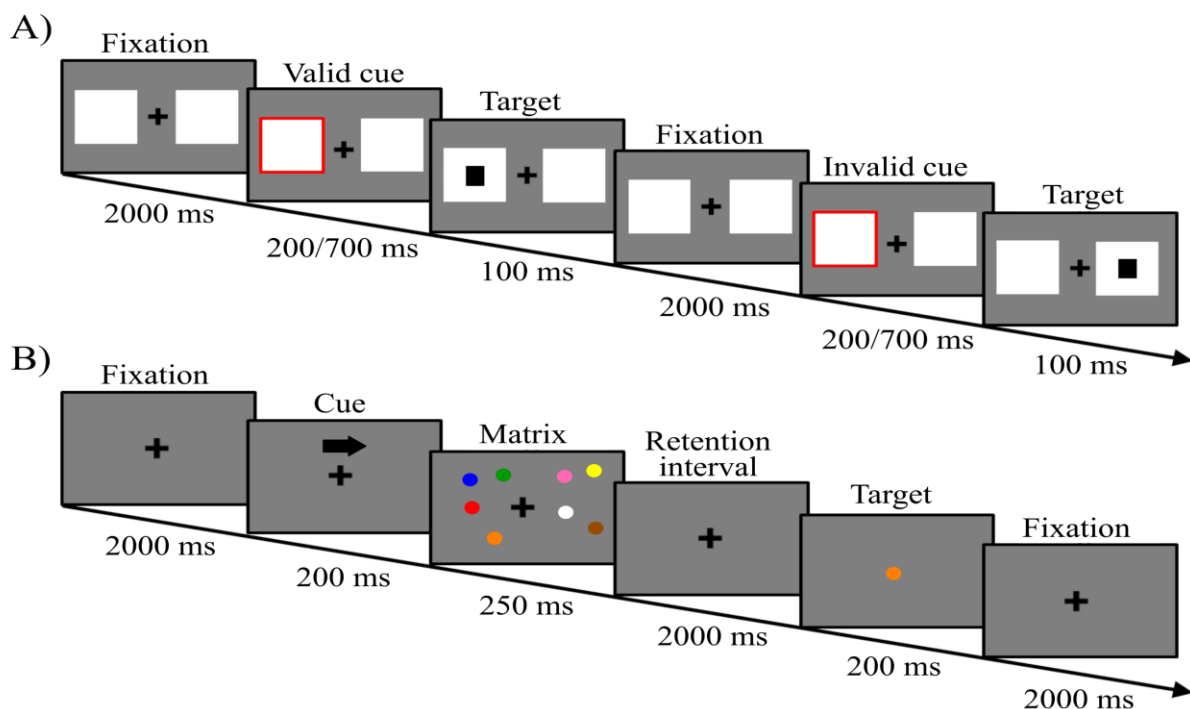 A)
Fixation
Valid cue
Target
Fixation
Invalid cue
Target
2000 ms
200/700 ms
100 ms
2000 ms
200/700 ms
100 ms
B)
Fixation
Cue
Matrix
Retention
interval
Target
Fixation
2000 ms
200 ms
250 ms
2000 ms
200 ms
2000 ms